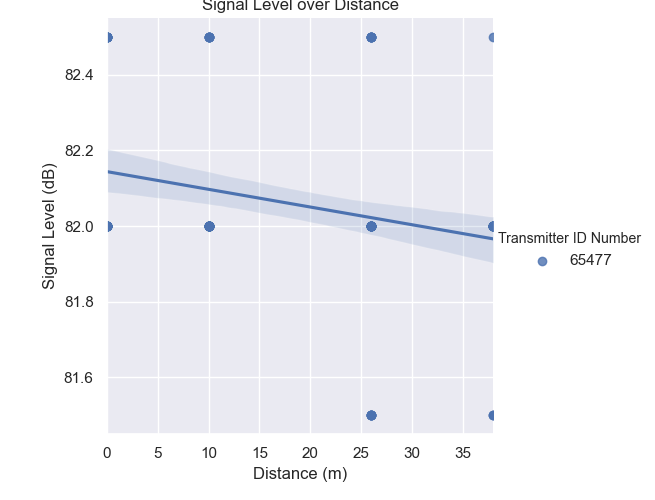 Signal Level over Distance
Signal Level (dB)
82.4
82.2
82.0
81.8
81.6
0 5 10 15 20 25 30 35
Distance (m)
Transmitter ID Number
65477